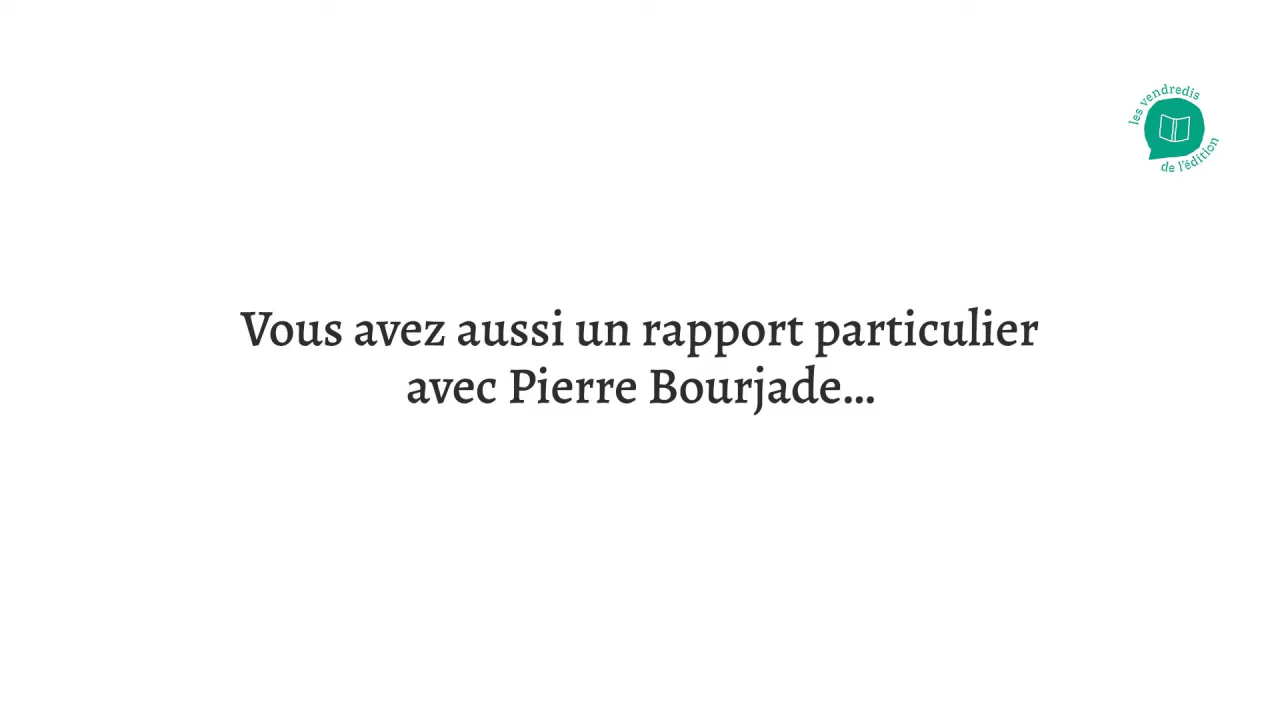 les vendredis
de l'édition
Vous avez aussi un rapport particulier
avec Pierre Bourjade...